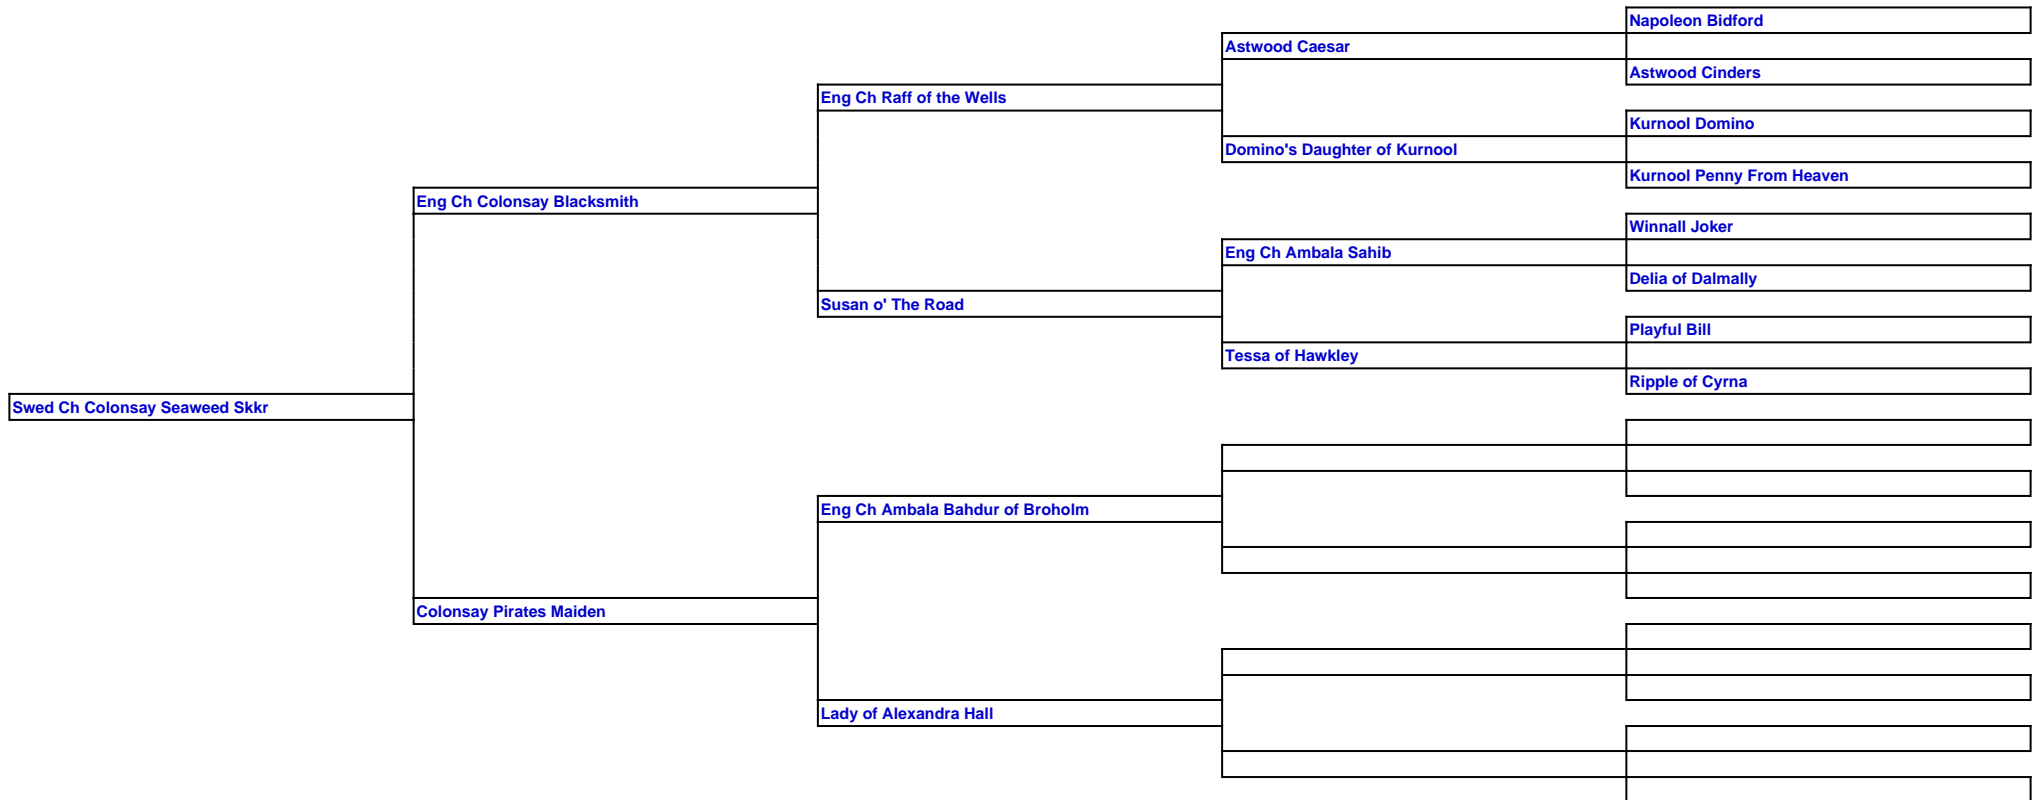 Napoleon Bidford
Astwood Caesar
Astwood Cinders
Eng Ch Raff of the Wells
Kurnool Domino
Domino's Daughter of Kurnool
Kurnool Penny From Heaven
Eng Ch Colonsay Blacksmith
Winnall Joker
Eng Ch Ambala Sahib
Delia of Dalmally
Susan o' The Road
Playful Bill
Tessa of Hawkley
Ripple of Cyrna
Swed Ch Colonsay Seaweed Skkr
Eng Ch Ambala Bahdur of Broholm
Colonsay Pirates Maiden
Lady of Alexandra Hall